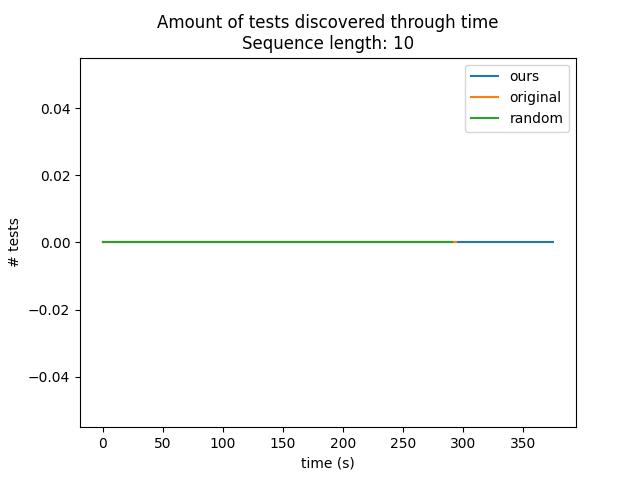 Amount of tests discovered through time
Sequence length: 10
ours
original
random
0.04
0.02
0.00
−0.02
−0.04
# tests
0 50 100 150 200 250 300 350
time (s)